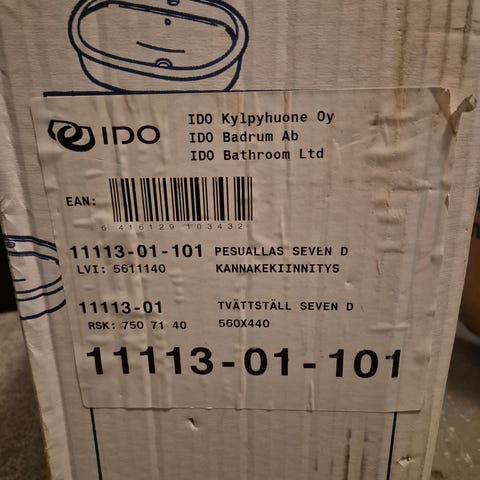 IDO
IDO Kylpyhuone Oy
IDO Badrum Ab
IDO Bathroom Ltd
EAN:
6 416129 103432
11113-01-101 PESUALLAS SEVEN D
LVI: 5611140 KANNAKEKIINNITYS
11113-01 TVÄTTSTÄLL SEVEN D
RSK: 750 71 40 560X440
11113-01-101